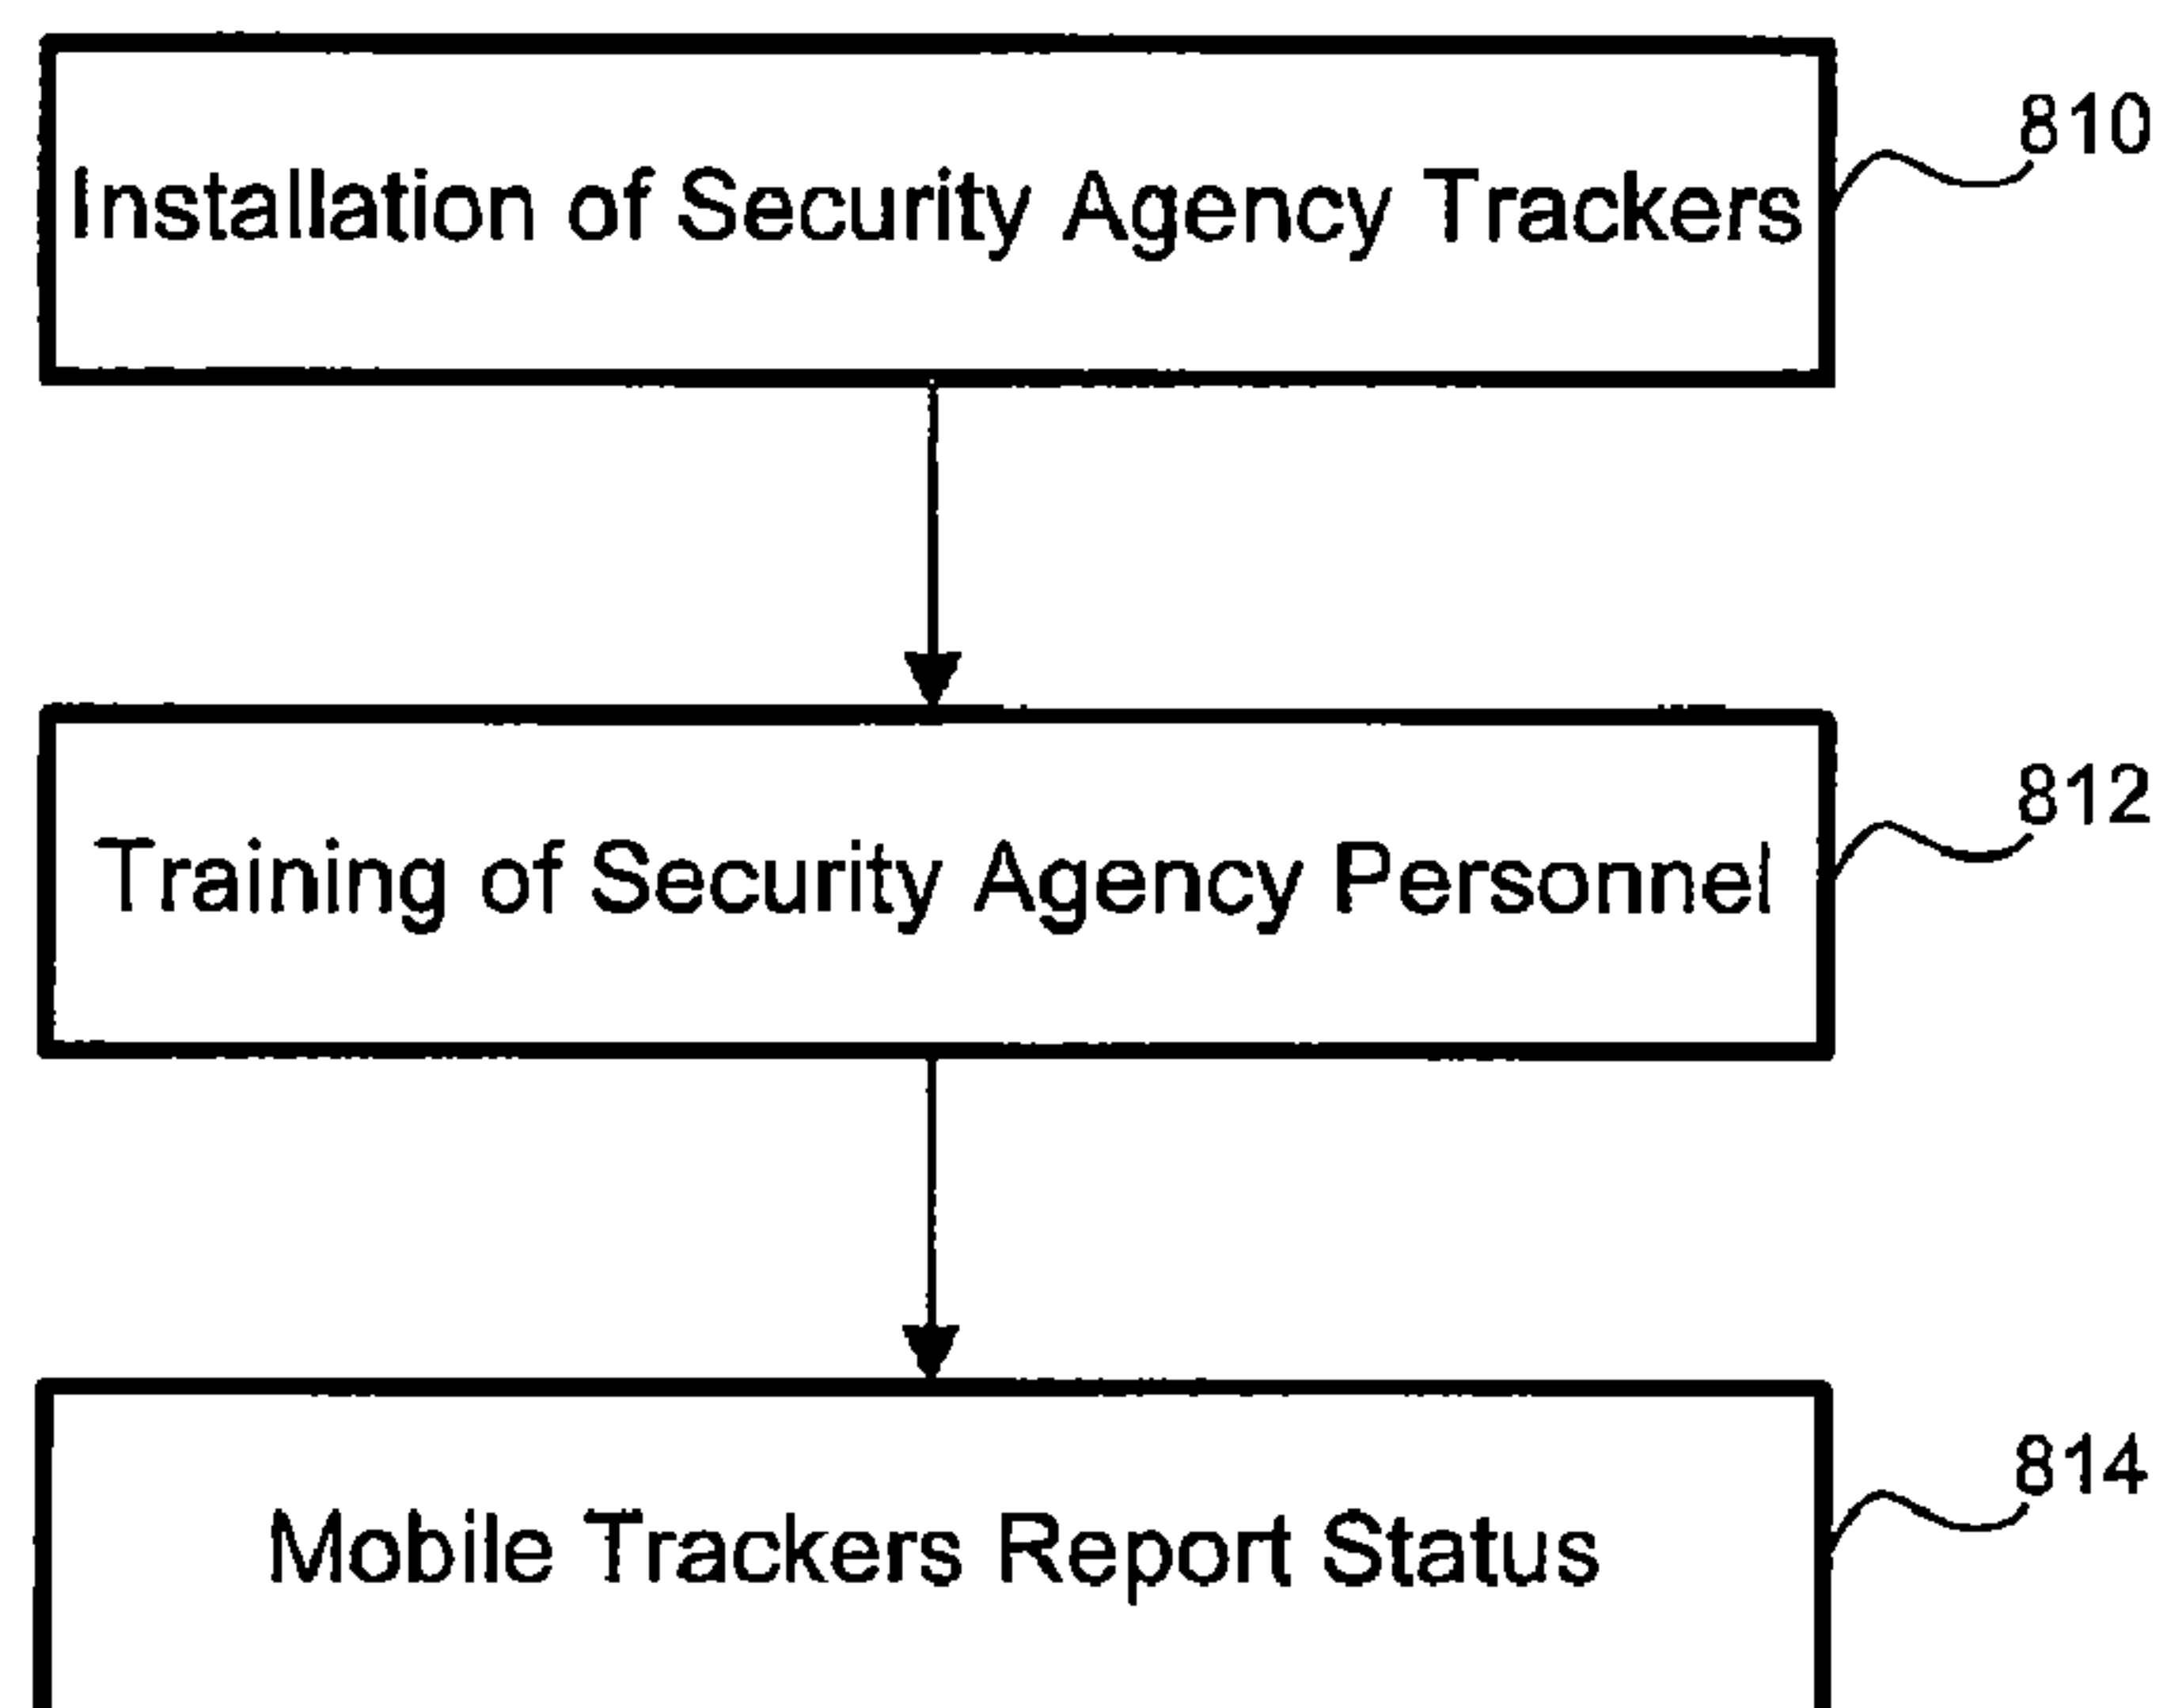 810
Installation of Security Agency Trackers
812
Training of Security Agency Personnel
814
Mobile Trackers Report Status